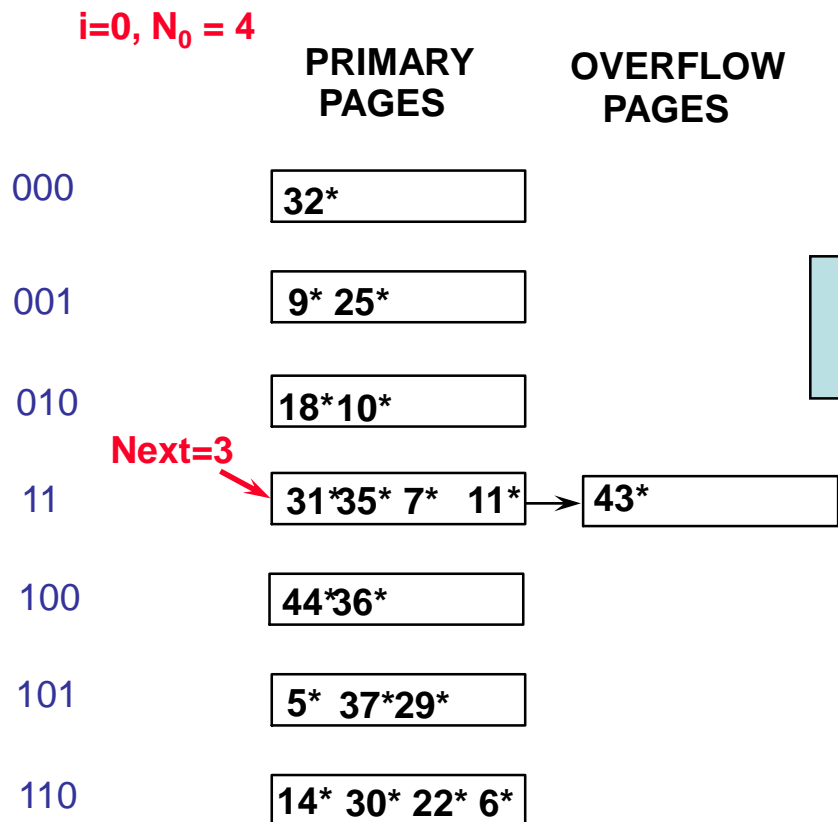 i=0, N₀ = 4
PRIMARY PAGES
OVERFLOW PAGES
000 32*
001 9* 25*
010 18* 10*
Next=3
11 31* 35* 7* 11* 43*
100 44* 36*
101 5* 37* 29*
110 14* 30* 22* 6*